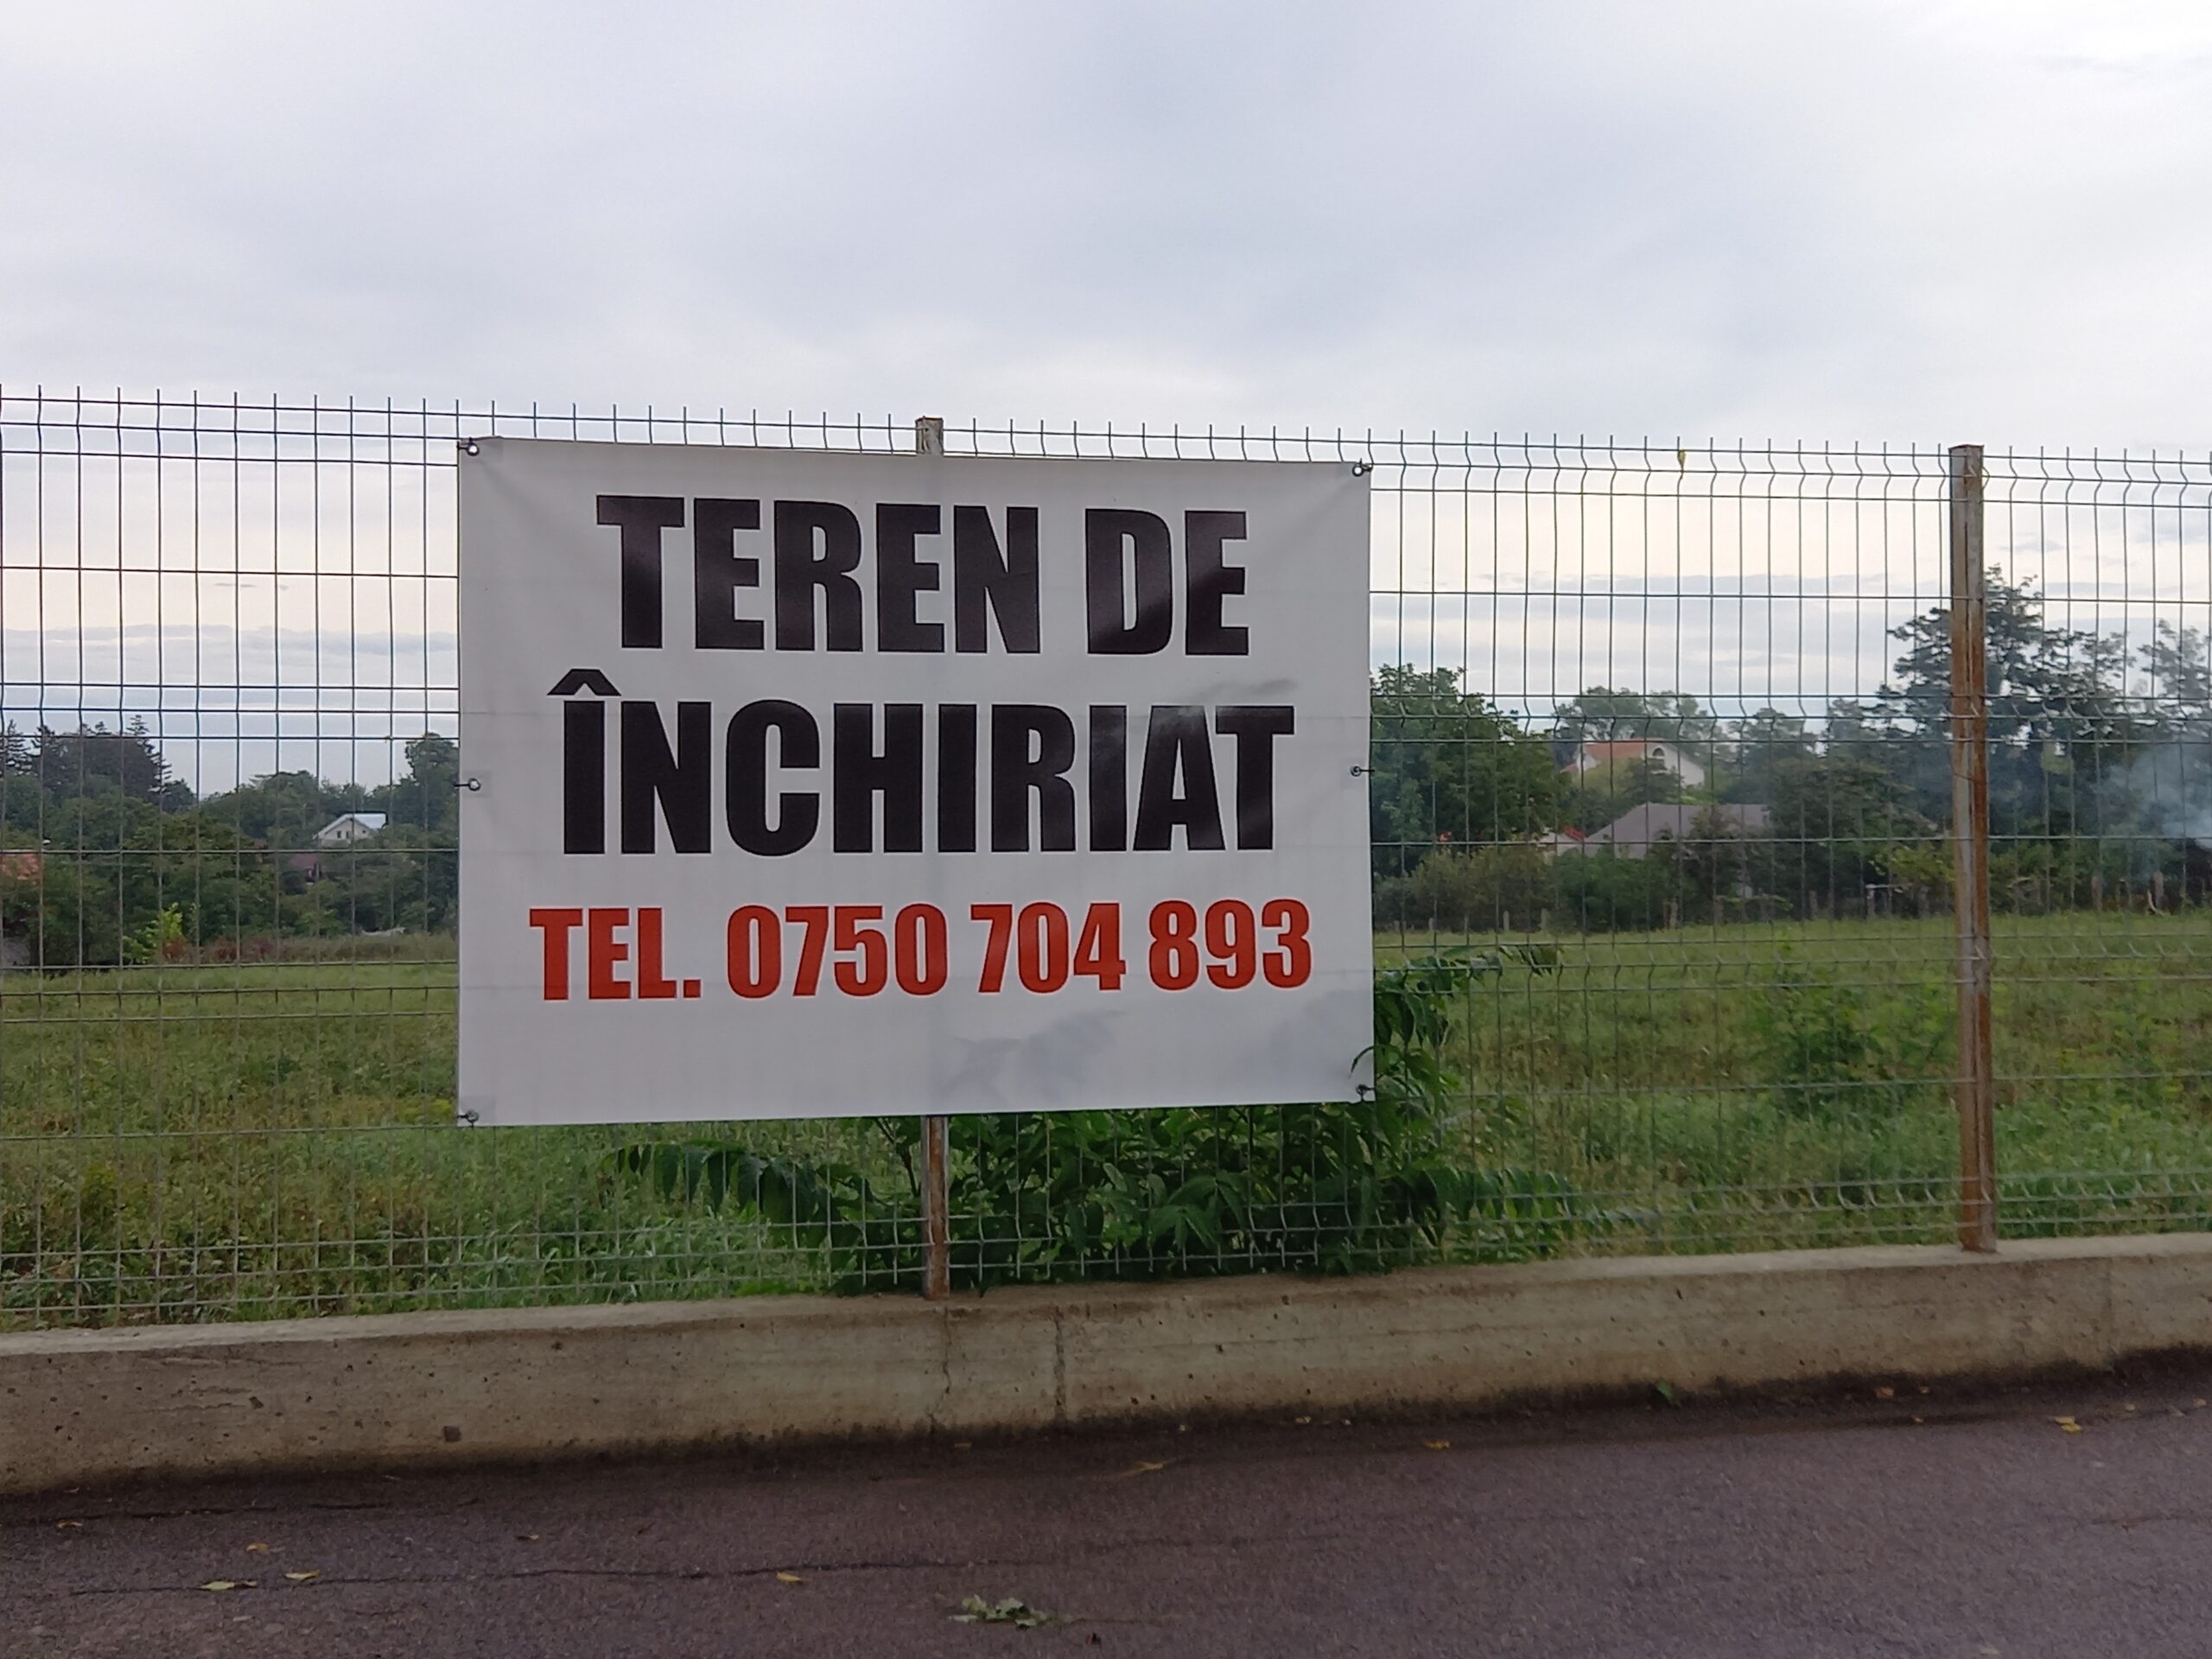 TEREN DE
ÎNCHIRIAT
TEL. 0750 704 893